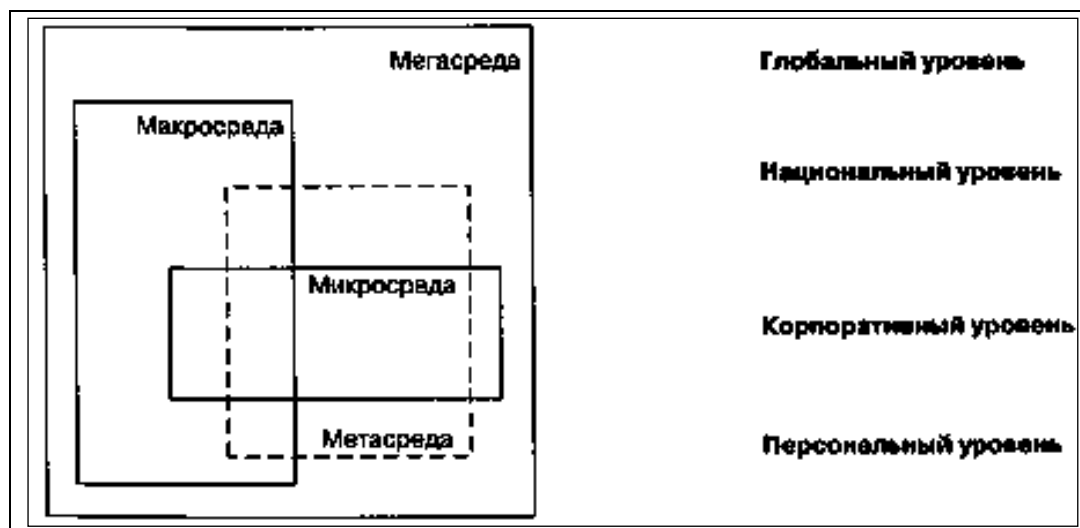 Мегасреда
Глобальный уровень
Макросреда
Национальный уровень
Микросреда
Корпоративный уровень
Метасреда
Персональный уровень